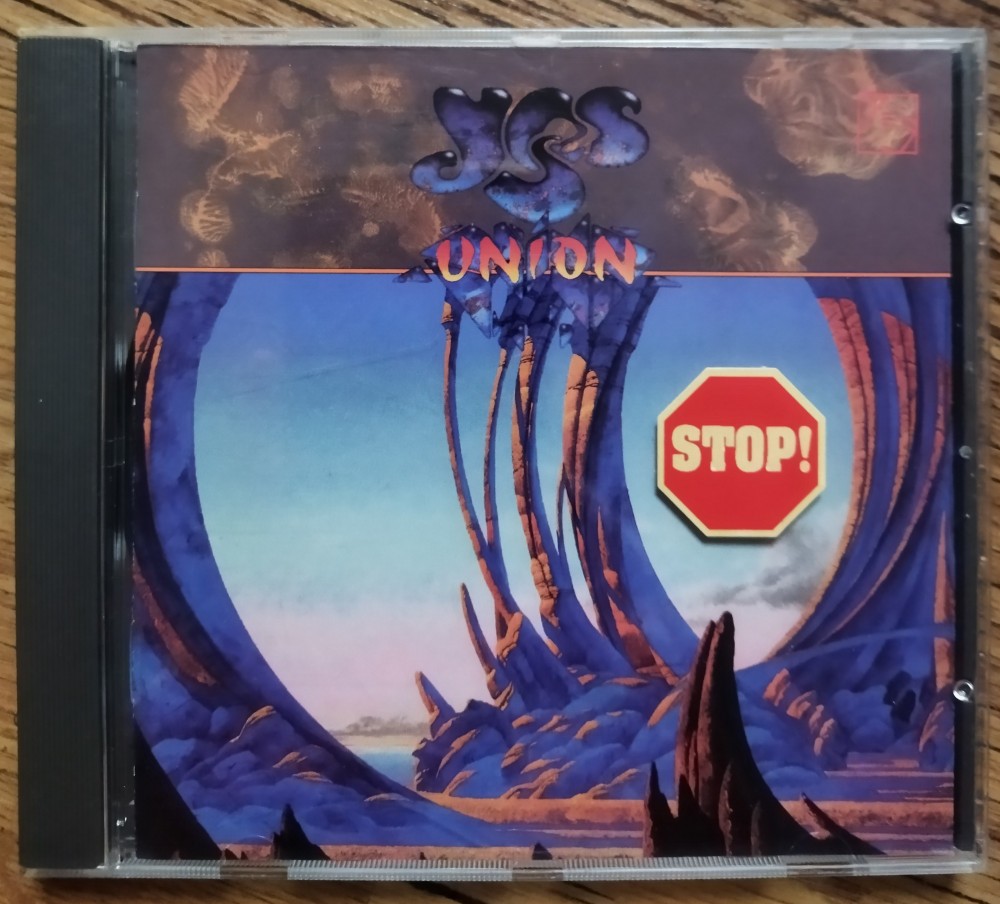 YES
UNION
STOP!